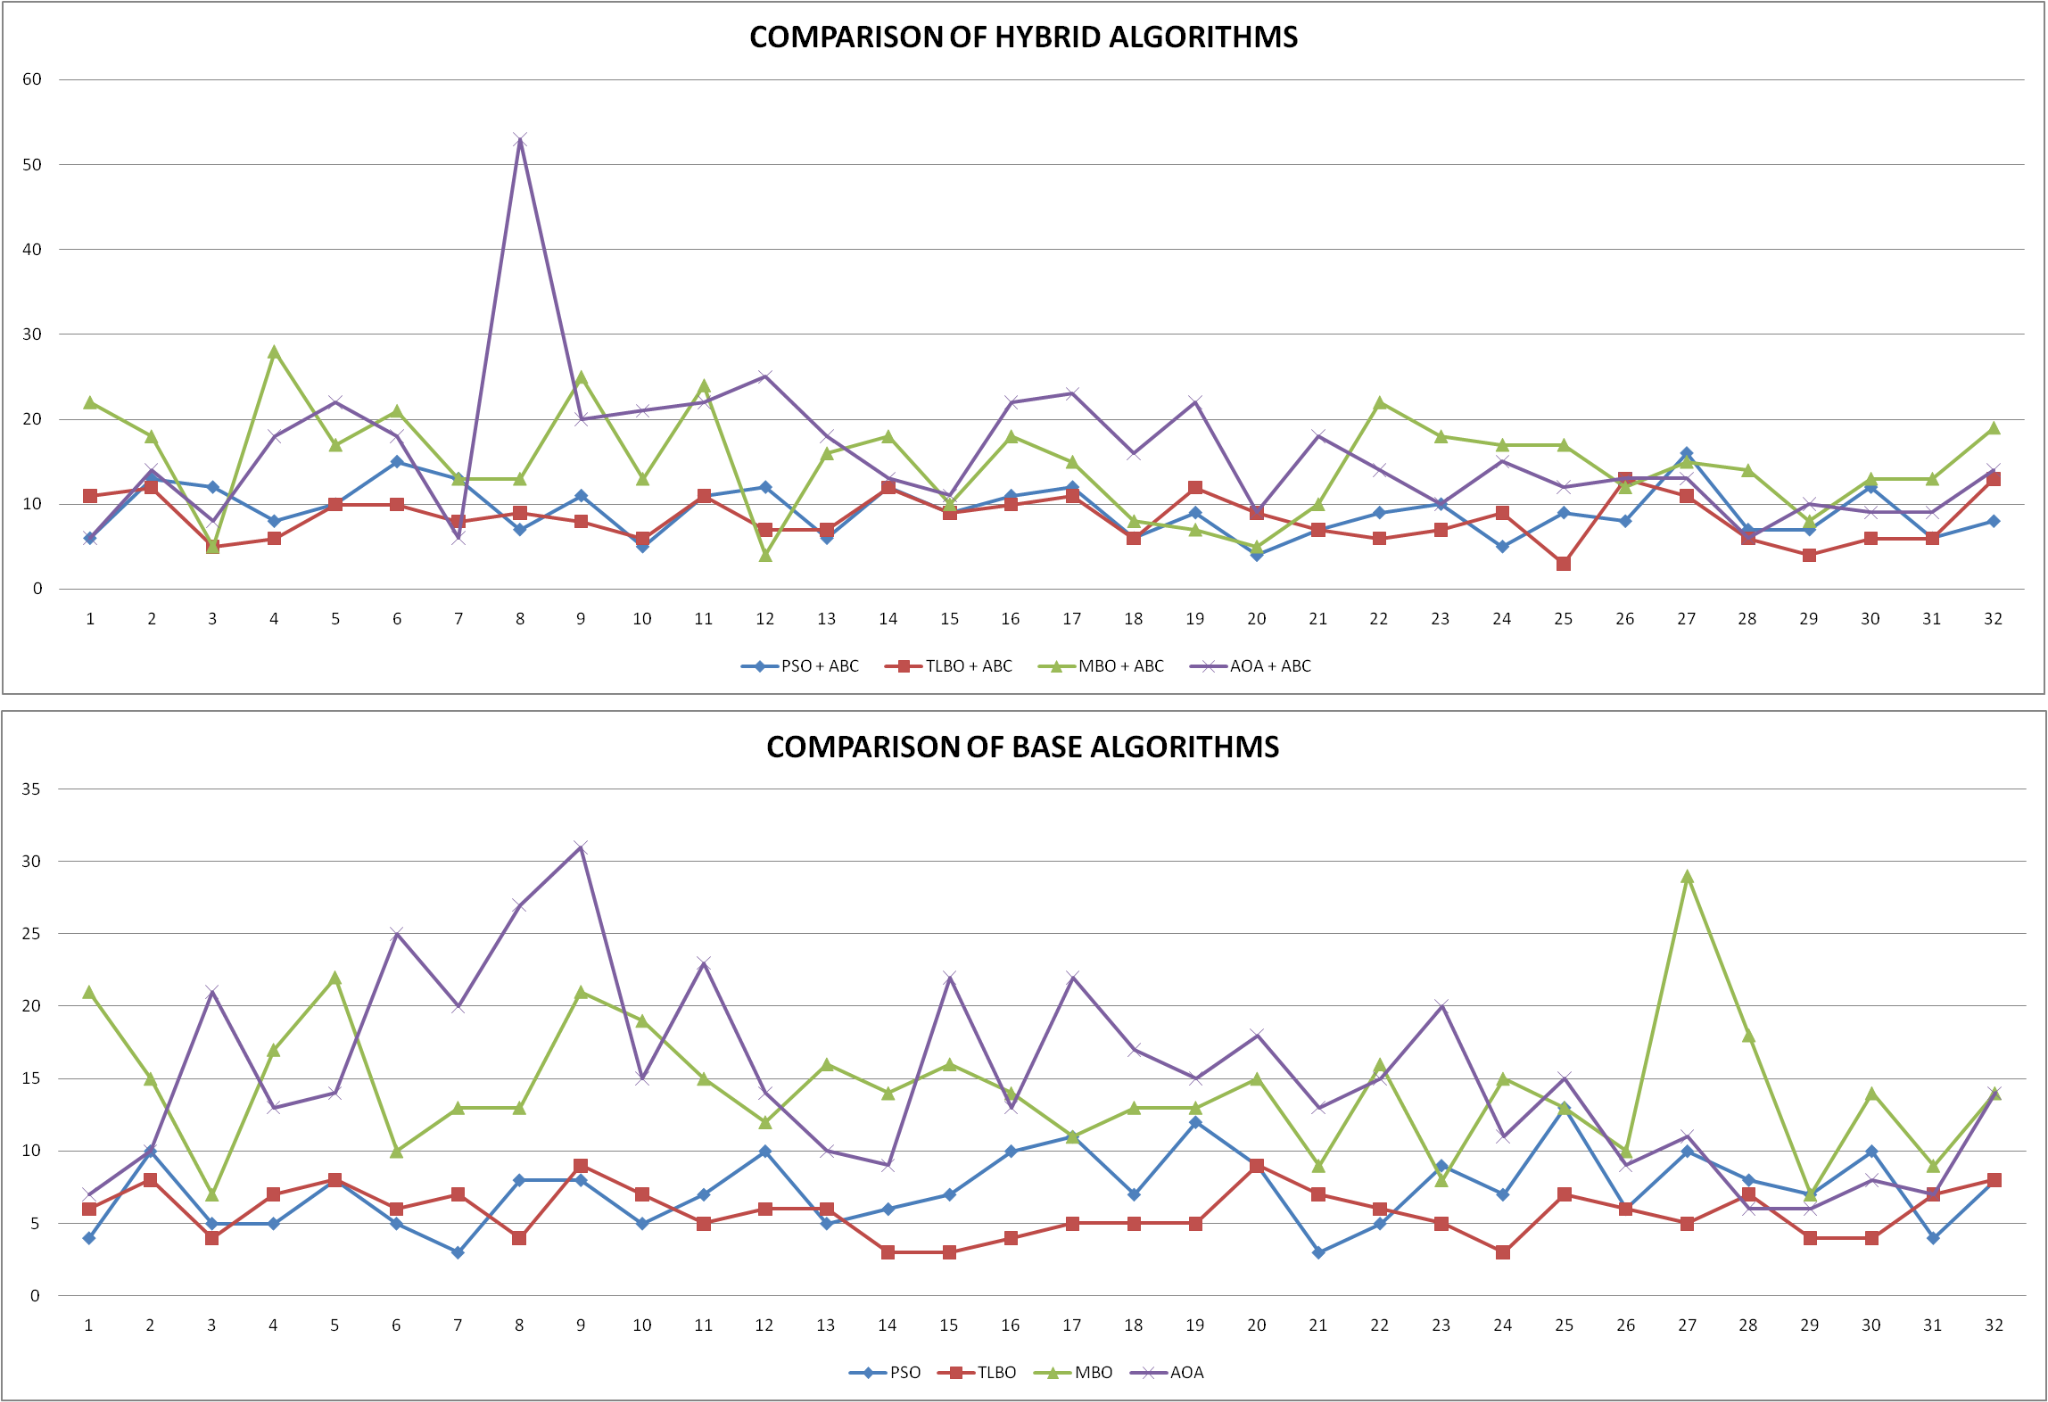 COMPARISON OF HYBRID ALGORITHMS
60
50
40
30
20
10
0
1 2 3 4 5 6 7 8 9 10 11 12 13 14 15 16 17 18 19 20 21 22 23 24 25 26 27 28 29 30 31 32
PSO + ABC TLBO + ABC MBO + ABC AOA + ABC
COMPARISON OF BASE ALGORITHMS
35
30
25
20
15
10
5
0
1 2 3 4 5 6 7 8 9 10 11 12 13 14 15 16 17 18 19 20 21 22 23 24 25 26 27 28 29 30 31 32
PSO TLBO MBO AOA